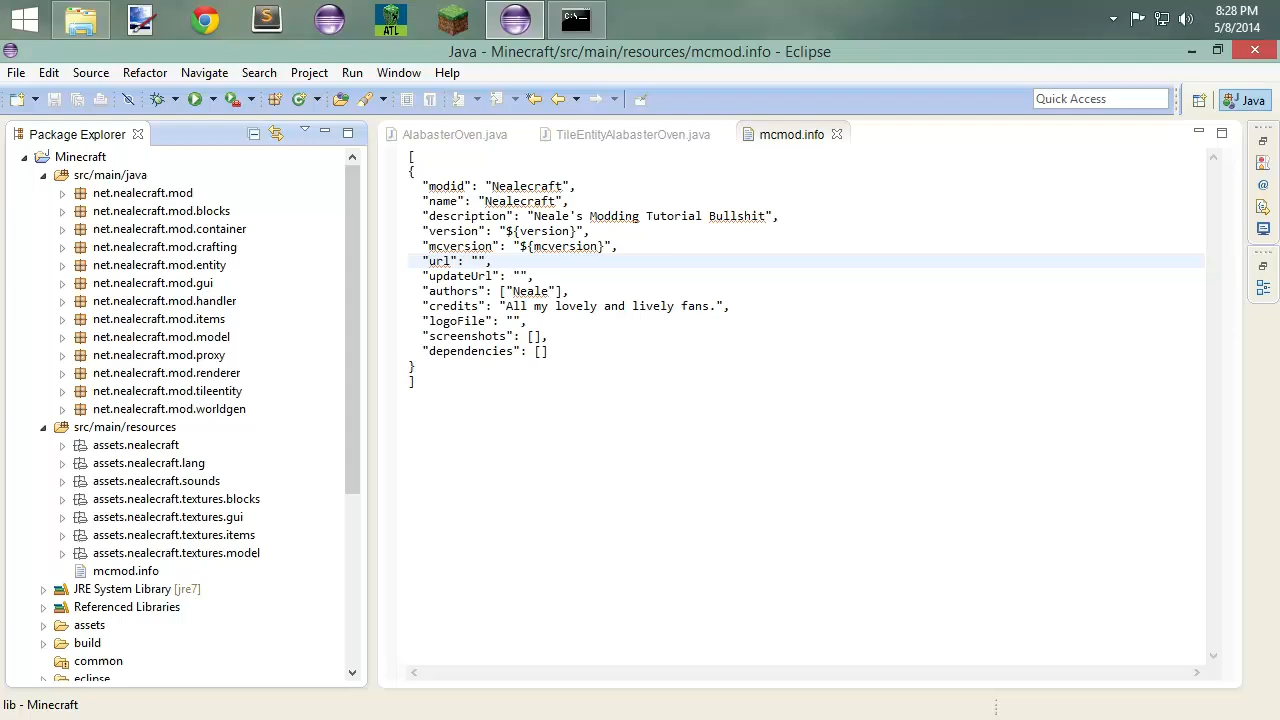 ATL
C:\.
8:28 PM
5/8/2014
Java - Minecraft/src/main/resources/mcmod.info - Eclipse
File Edit Source Refactor Navigate Search Project Run Window Help
Quick Access
Java
Package Explorer
Minecraft
src/main/java
net.nealecraft.mod
net.nealecraft.mod.blocks
net.nealecraft.mod.container
net.nealecraft.mod.crafting
net.nealecraft.mod.entity
net.nealecraft.mod.gui
net.nealecraft.mod.handler
net.nealecraft.mod.items
net.nealecraft.mod.model
net.nealecraft.mod.proxy
net.nealecraft.mod.renderer
net.nealecraft.mod.tileentity
net.nealecraft.mod.worldgen
src/main/resources
assets.nealecraft
assets.nealecraft.lang
assets.nealecraft.sounds
assets.nealecraft.textures.blocks
assets.nealecraft.textures.gui
assets.nealecraft.textures.items
assets.nealecraft.textures.model
mcmod.info
JRE System Library [jre7]
Referenced Libraries
assets
build
common
eclipse
AlabasterOven.java
TileEntityAlabasterOven.java
mcmod.info
[
{
"modid": "Nealecraft",
"name": "Nealecraft",
"description": "Neale's Modding Tutorial Bullshit",
"version": "${version}",
"mcversion": "${mcversion}",
"url": "",
"updateUrl": "",
"authors": ["Neale"],
"credits": "All my lovely and lively fans.",
"logoFile": "",
"screenshots": [],
"dependencies": []
}
]
lib - Minecraft